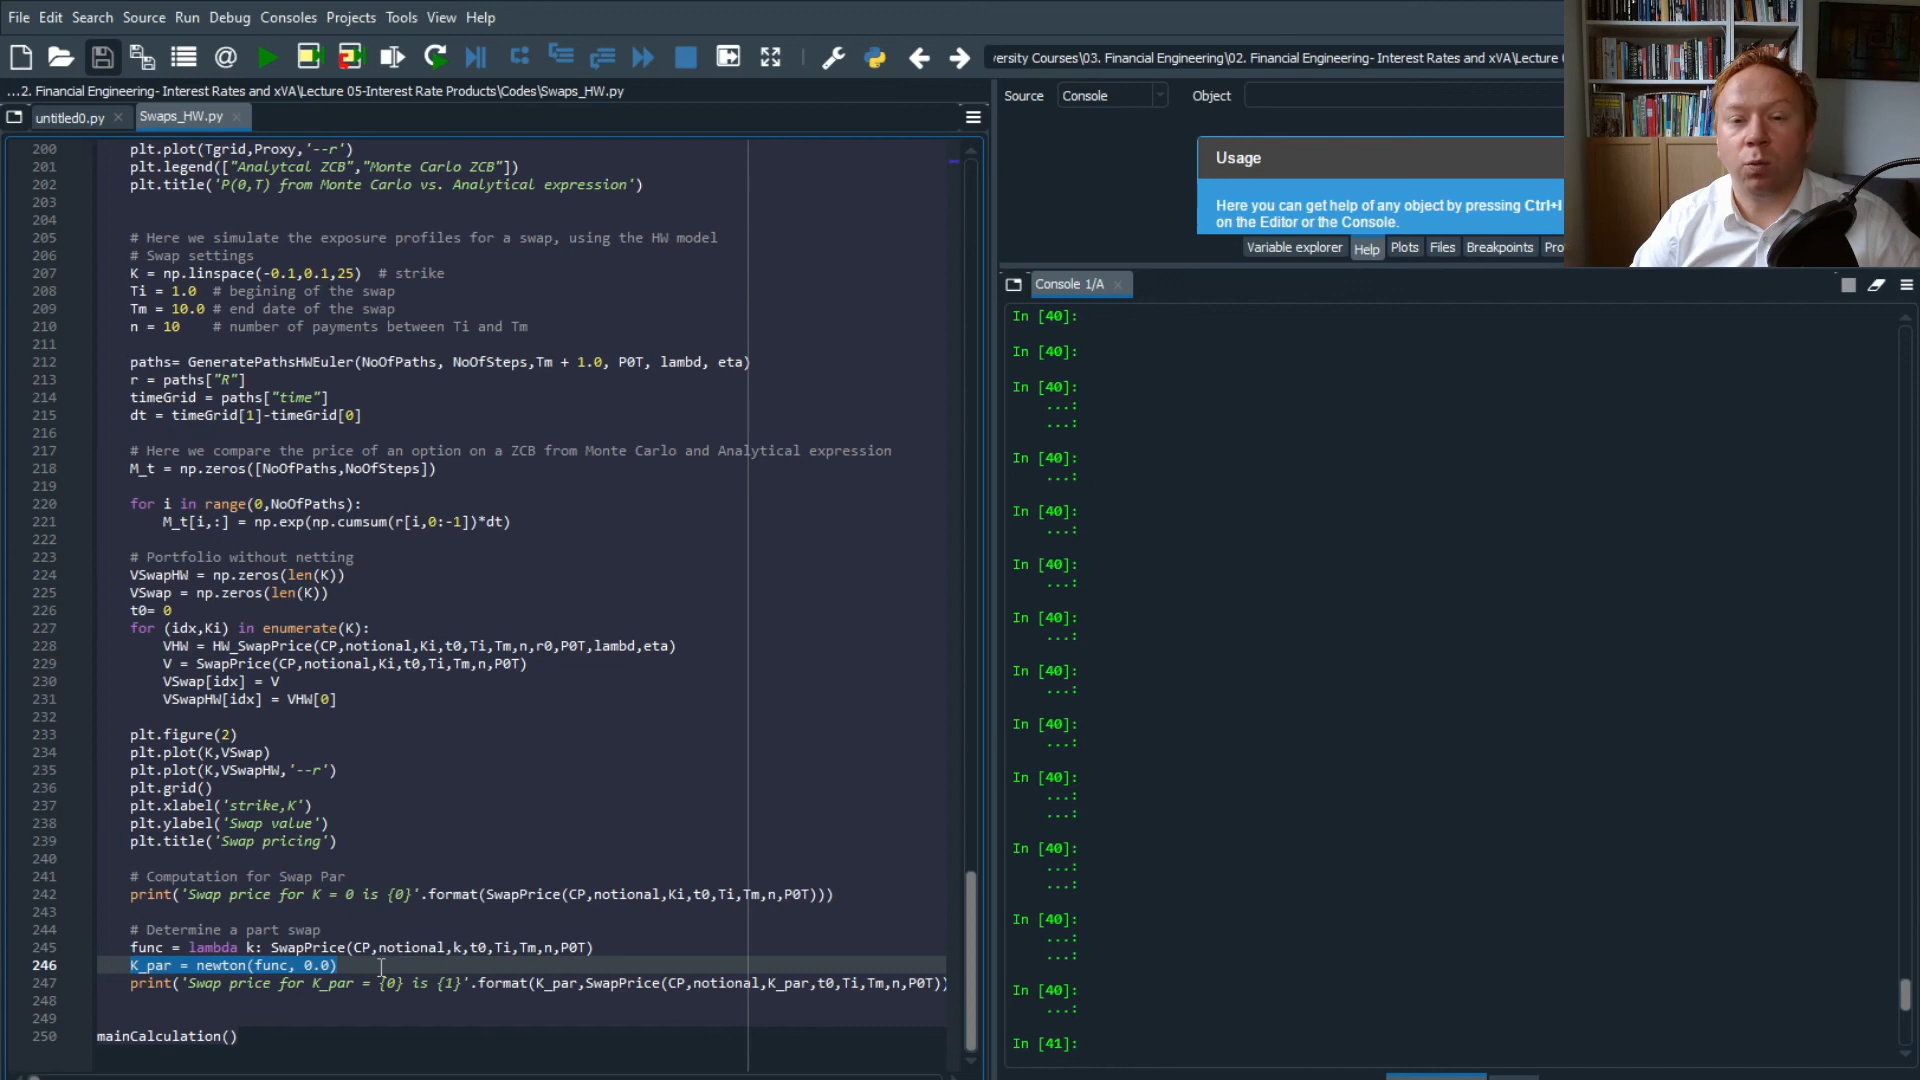 File Edit Search Source Run Debug Consoles Projects Tools View Help
versity Courses\03. Financial Engineering\02. Financial Engineering- Interest Rates and xVA\Lecture
...2. Financial Engineering- Interest Rates and xVA\Lecture 05-Interest Rate Products\Codes\Swaps_HW.py
untitled0.py
Swaps_HW.py
200 plt.plot(Tgrid,Proxy,'--r')
201 plt.legend(["Analytcal ZCB","Monte Carlo ZCB"])
202 plt.title('P(0,T) from Monte Carlo vs. Analytical expression')
203
204
205 # Here we simulate the exposure profiles for a swap, using the HW model
206 # Swap settings
207 K = np.linspace(-0.1,0.1,25) # strike
208 Ti = 1.0 # begining of the swap
209 Tm = 10.0 # end date of the swap
210 n = 10 # number of payments between Ti and Tm
211
212 paths= GeneratePathsHWEuler(NoOfPaths, NoOfSteps,Tm + 1.0, P0T, lambd, eta)
213 r = paths["R"]
214 timeGrid = paths["time"]
215 dt = timeGrid[1]-timeGrid[0]
216
217 # Here we compare the price of an option on a ZCB from Monte Carlo and Analytical expression
218 M_t = np.zeros([NoOfPaths,NoOfSteps])
219
220 for i in range(0,NoOfPaths):
221 M_t[i,:] = np.exp(np.cumsum(r[i,0:-1])*dt)
222
223 # Portfolio without netting
224 VSwapHW = np.zeros(len(K))
225 VSwap = np.zeros(len(K))
226 t0= 0
227 for (idx,Ki) in enumerate(K):
228 VHW = HW_SwapPrice(CP,notional,Ki,t0,Ti,Tm,n,r0,P0T,lambd,eta)
229 V = SwapPrice(CP,notional,Ki,t0,Ti,Tm,n,P0T)
230 VSwap[idx] = V
231 VSwapHW[idx] = VHW[0]
232
233 plt.figure(2)
234 plt.plot(K,VSwap)
235 plt.plot(K,VSwapHW,'--r')
236 plt.grid()
237 plt.xlabel('strike,K')
238 plt.ylabel('Swap value')
239 plt.title('Swap pricing')
240
241 # Computation for Swap Par
242 print('Swap price for K = 0 is {0}'.format(SwapPrice(CP,notional,Ki,t0,Ti,Tm,n,P0T)))
243
244 # Determine a part swap
245 func = lambda k: SwapPrice(CP,notional,k,t0,Ti,Tm,n,P0T)
246 K_par = newton(func, 0.0)
247 print('Swap price for K_par = {0} is {1}'.format(K_par,SwapPrice(CP,notional,K_par,t0,Ti,Tm,n,P0T))
248
249
250 mainCalculation()
Source Console Object
Usage
Here you can get help of any object by pressing Ctrl+I
on the Editor or the Console.
Variable explorer Help Plots Files Breakpoints Pro
Console 1/A
In [40]:
In [40]:
In [40]:
...:
...:
In [40]:
...:
In [40]:
...:
In [40]:
...:
In [40]:
...:
In [40]:
...:
In [40]:
...:
In [40]:
...:
...:
In [40]:
...:
...:
In [40]:
...:
...:
In [40]:
...:
In [41]: